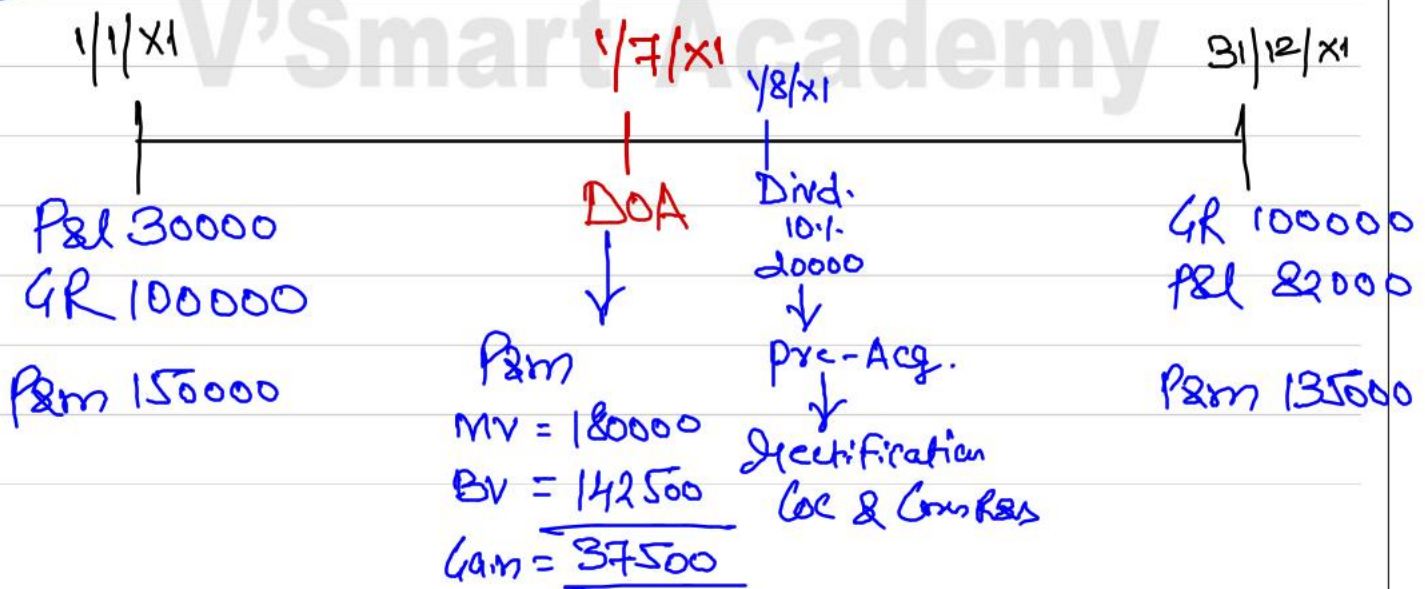 V'Smart Academy
1/1/X1
1/7/X1
1/8/X1
31/12/X1
DOA
Divd.
10%
20000
P&L 30000
GR 100000
P&m 150000
P&m
MV = 180000
BV = 142500
Gain = 37500
Pre-Acq.
Rectification
COC & Cons R&S
GR 100000
P&L 82000
P&m 135000